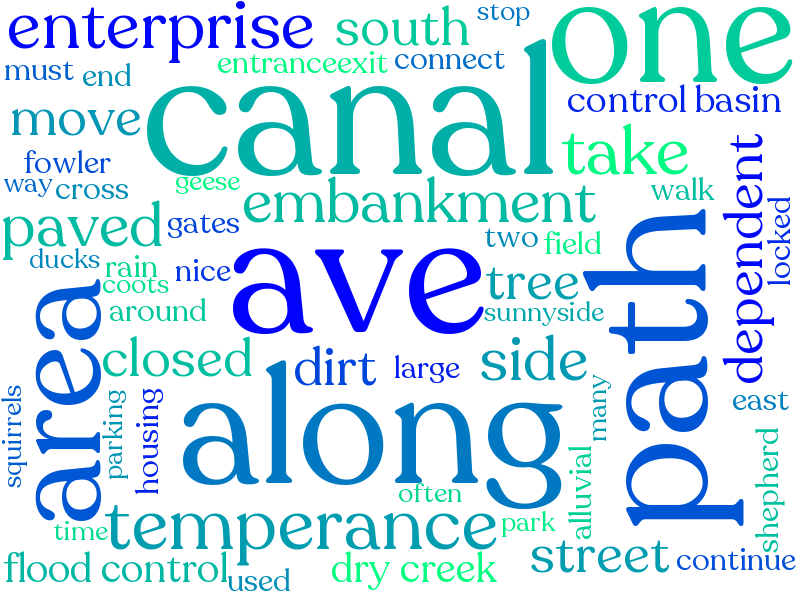 enterprise
south
stop
one
must
end
entranceexit
connect
move
canal
control basin
fowler
take
way
cross
geese
embankment
walk
dependent
locked
paved
gates
ducks
rain
coots
nice
ave
two
field
tree
path
around
sunnyside
area
closed
dirt
large
side
squirrels
parking
housing
along
many
east
often
alluvial
shepherd
time
temperance
park
street
continue
flood control
used
dry creek